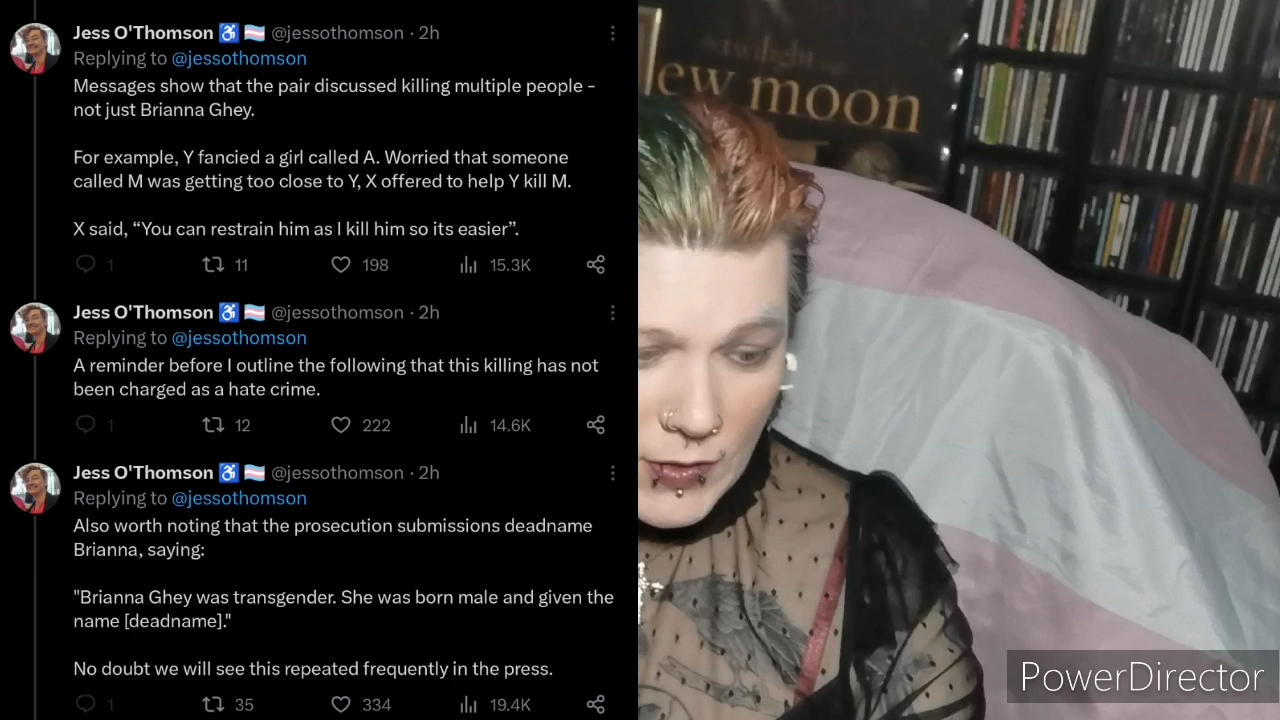 Jess O'Thomson ♿ 🏳️‍⚧️ @jessothomson · 2h
Replying to @jessothomson
Messages show that the pair discussed killing multiple people -
not just Brianna Ghey.
For example, Y fancied a girl called A. Worried that someone
called M was getting too close to Y, X offered to help Y kill M.
X said, “You can restrain him as I kill him so its easier”.
1 11 198 15.3K
Jess O'Thomson ♿ 🏳️‍⚧️ @jessothomson · 2h
Replying to @jessothomson
A reminder before I outline the following that this killing has not
been charged as a hate crime.
1 12 222 14.6K
Jess O'Thomson ♿ 🏳️‍⚧️ @jessothomson · 2h
Replying to @jessothomson
Also worth noting that the prosecution submissions deadname
Brianna, saying:
"Brianna Ghey was transgender. She was born male and given the
name [deadname]."
No doubt we will see this repeated frequently in the press.
1 35 334 19.4K
twilight
new moon
PowerDirector